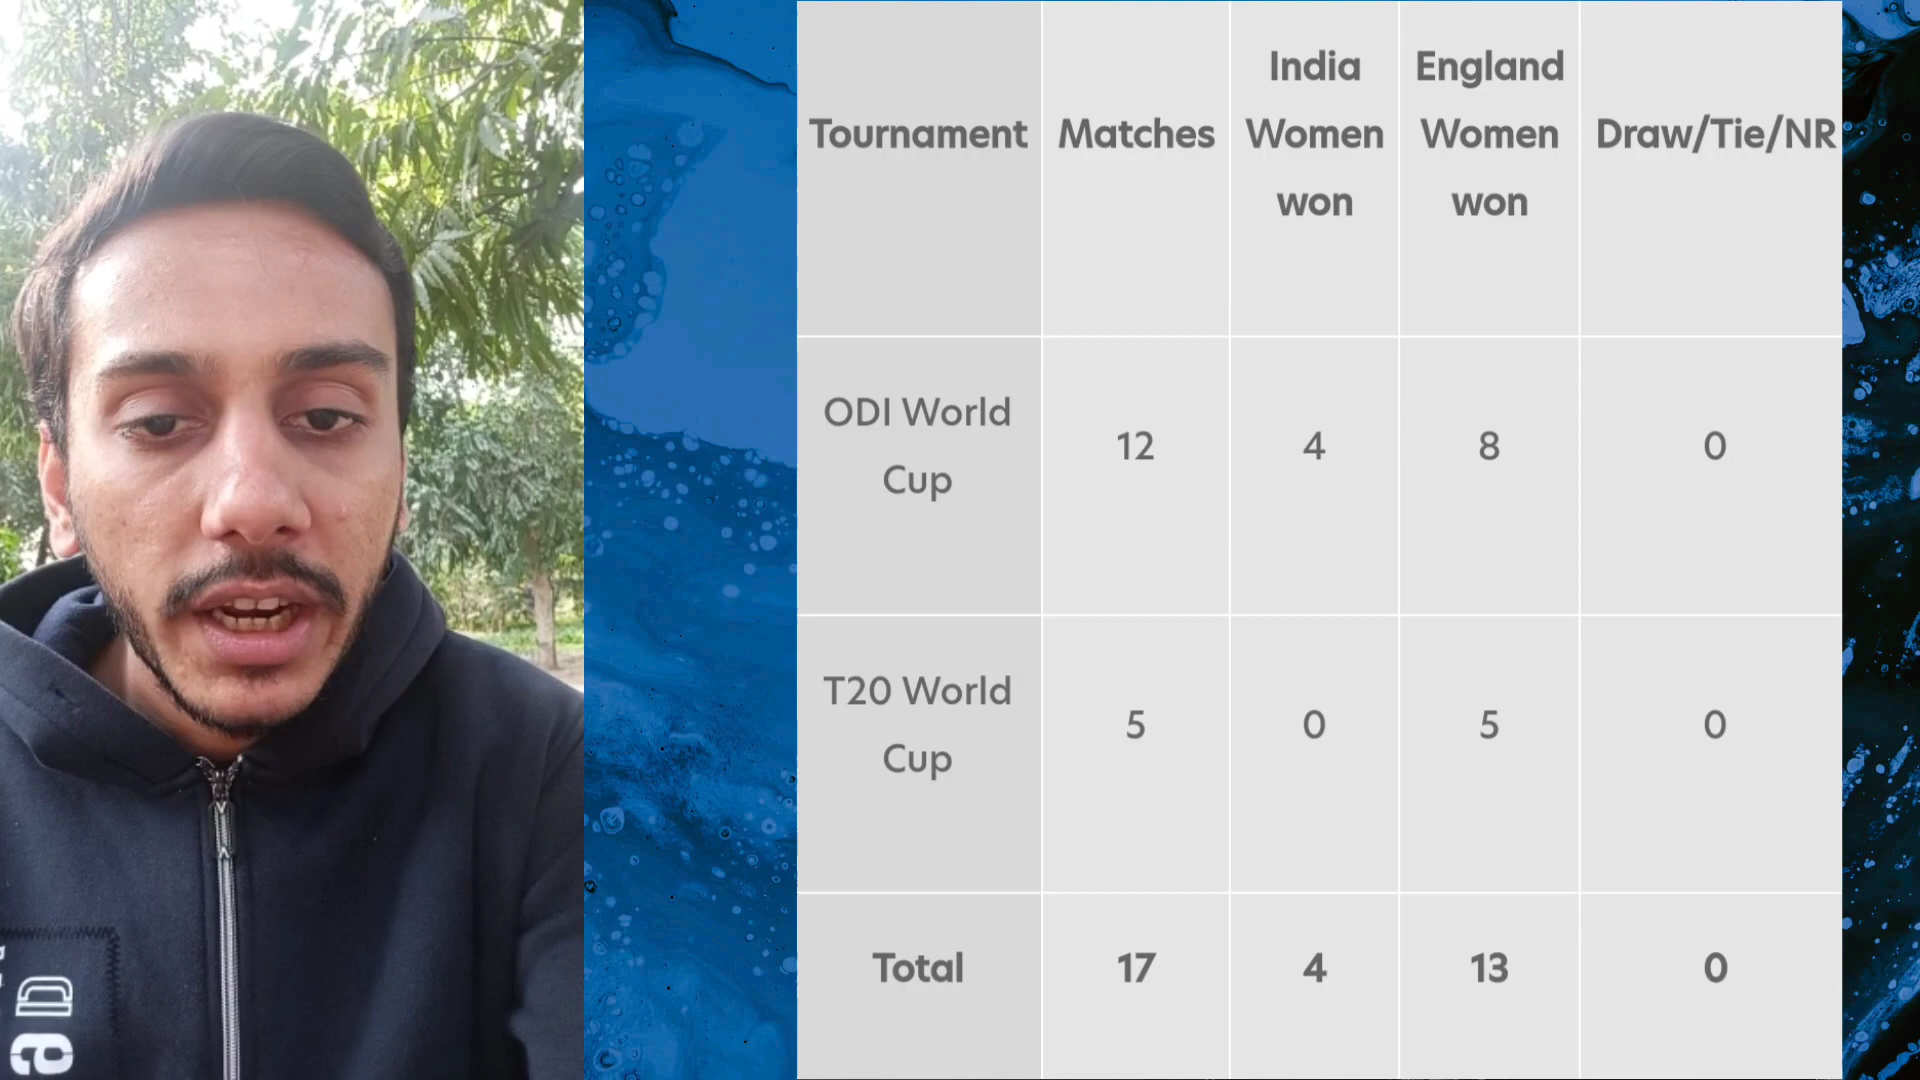 Tournament Matches India Women won England Women won Draw/Tie/NR
ODI World Cup 12 4 8 0
T20 World Cup 5 0 5 0
Total 17 4 13 0